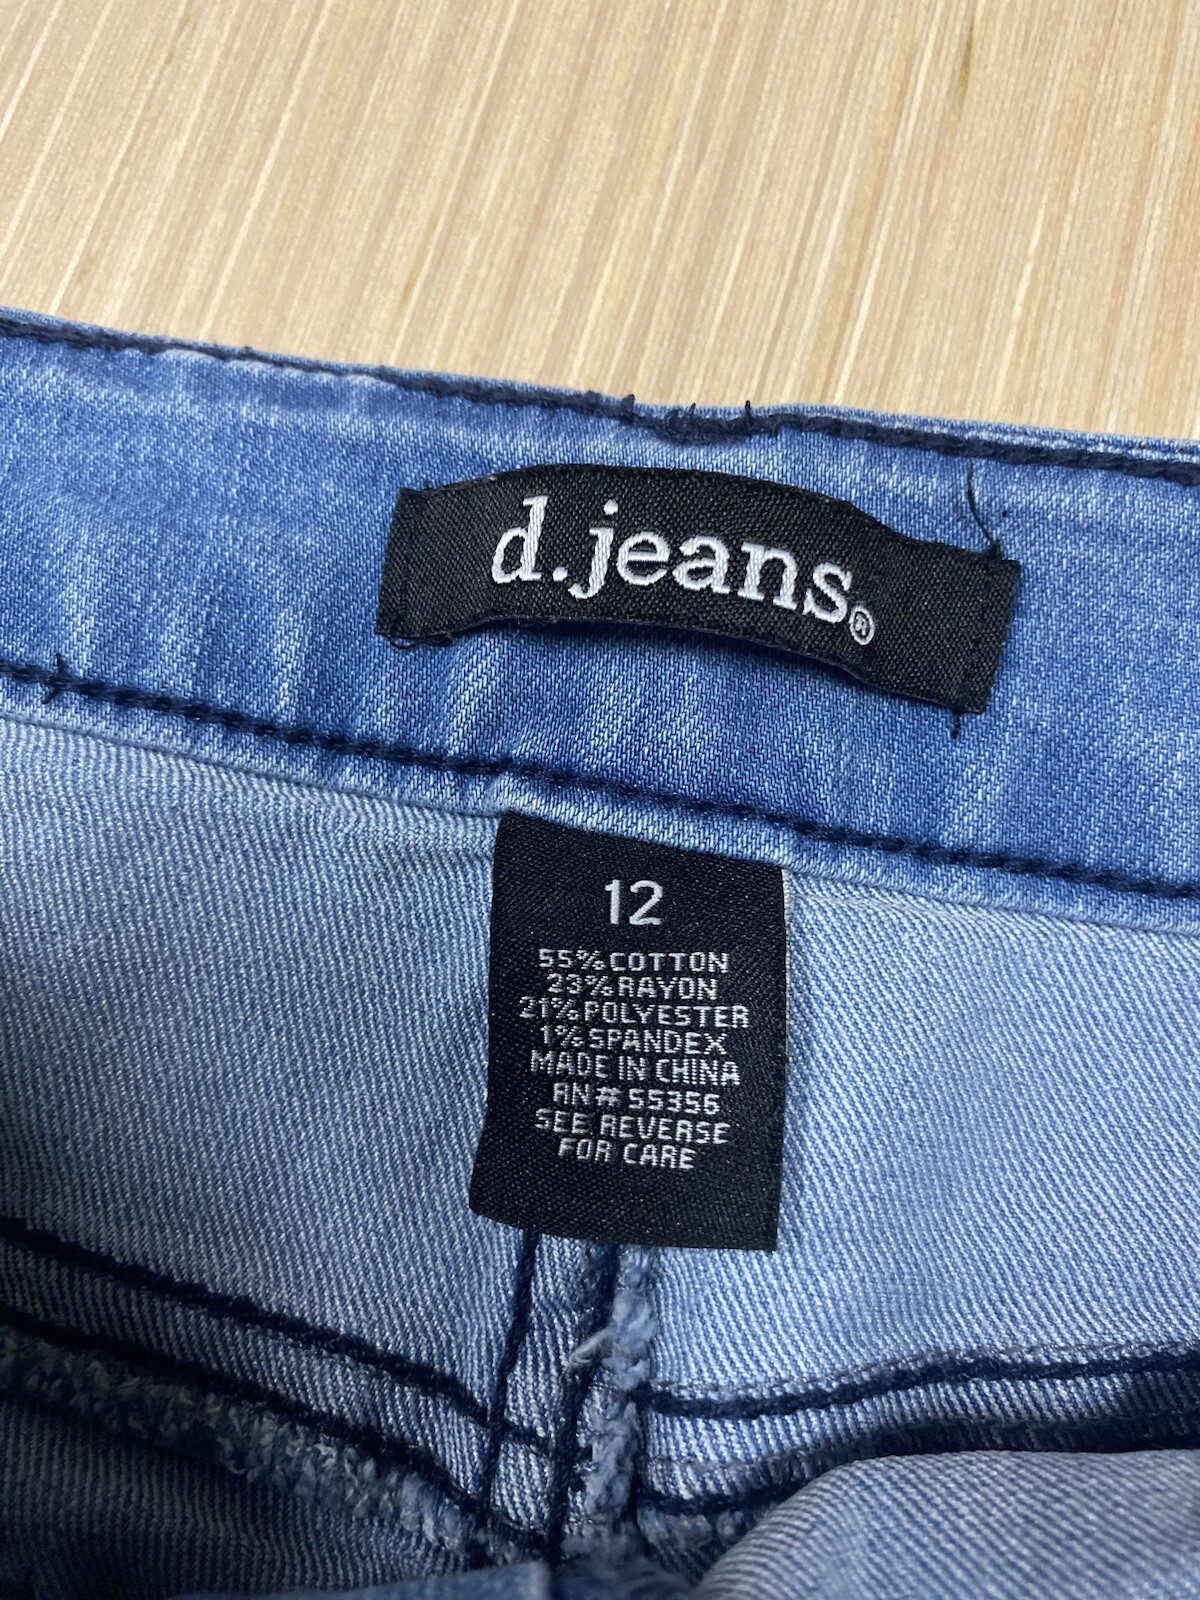 d.jeans®
12
55% COTTON
23% RAYON
21% POLYESTER
1% SPANDEX
MADE IN CHINA
RN# 55356
SEE REVERSE
FOR CARE